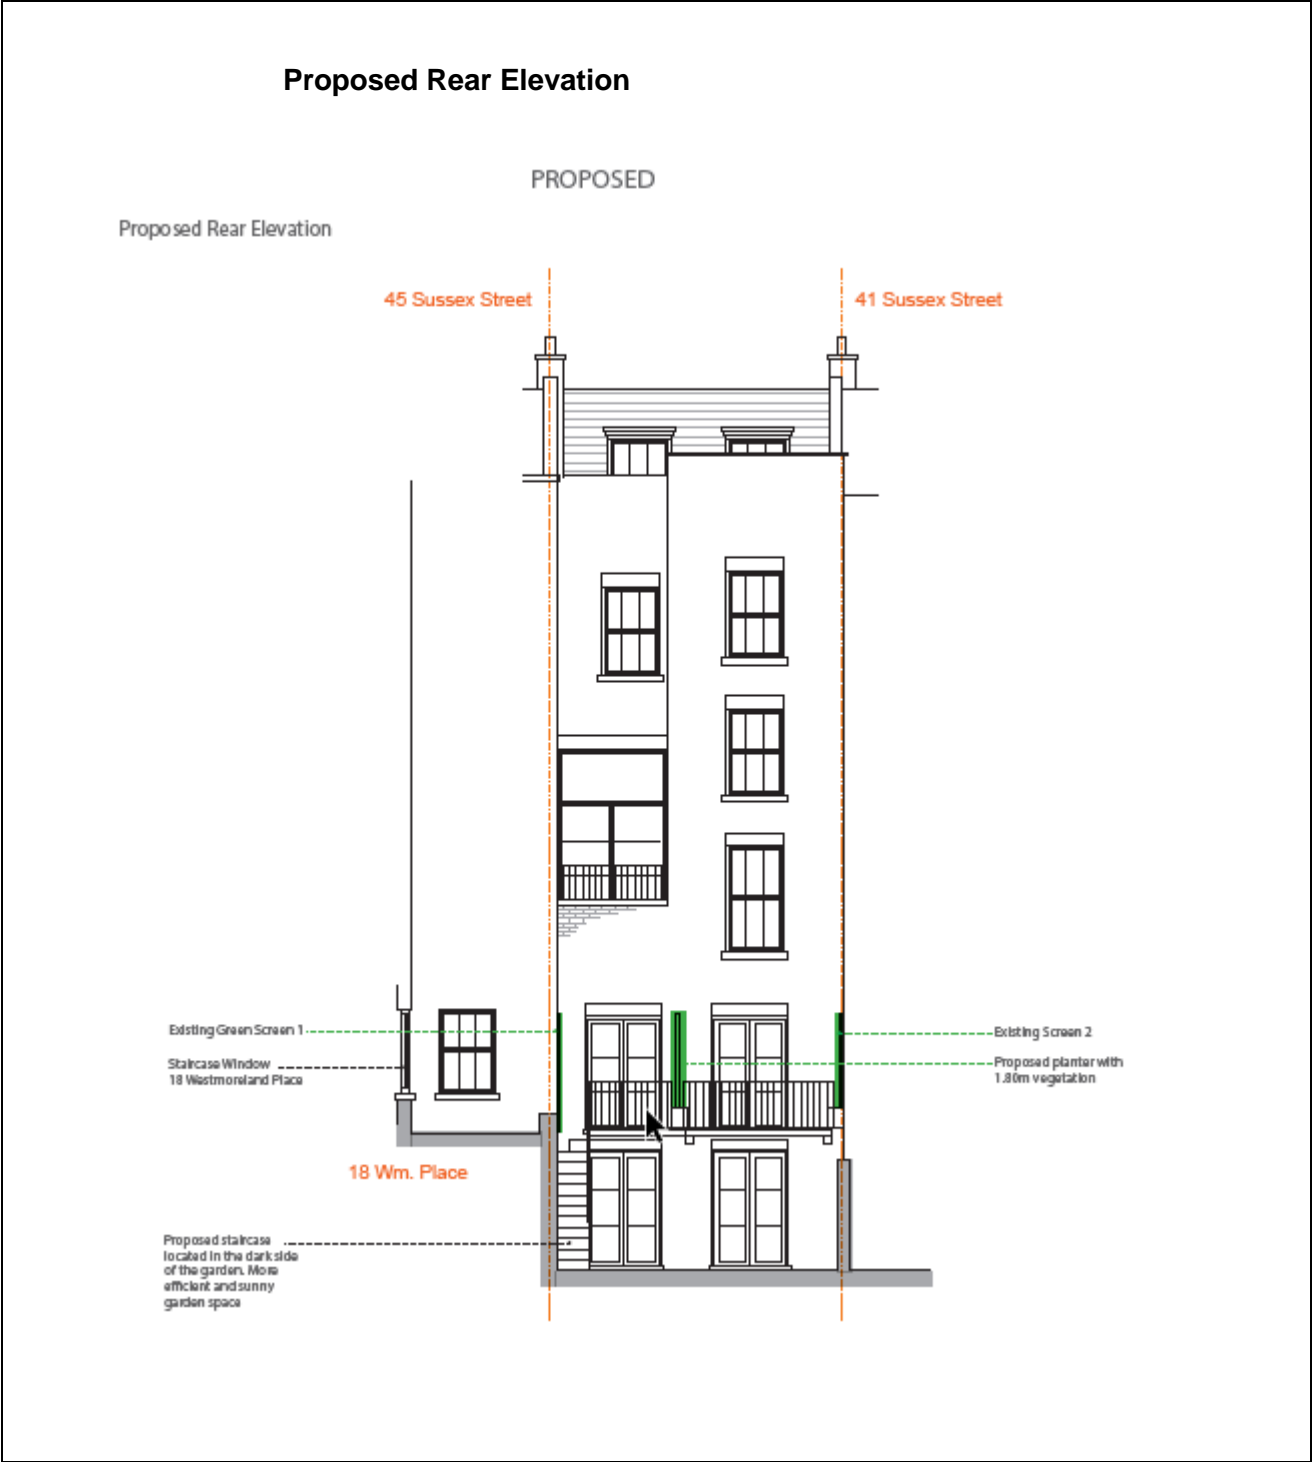 Proposed Rear Elevation
PROPOSED
Proposed Rear Elevation
45 Sussex Street
41 Sussex Street
Existing Green Screen 1
Staircase Window
18 Westmoreland Place
Existing Screen 2
Proposed planter with
1.80m vegetation
18 Wm. Place
Proposed staircase
located in the dark side
of the garden. More
efficient and sunny
garden space